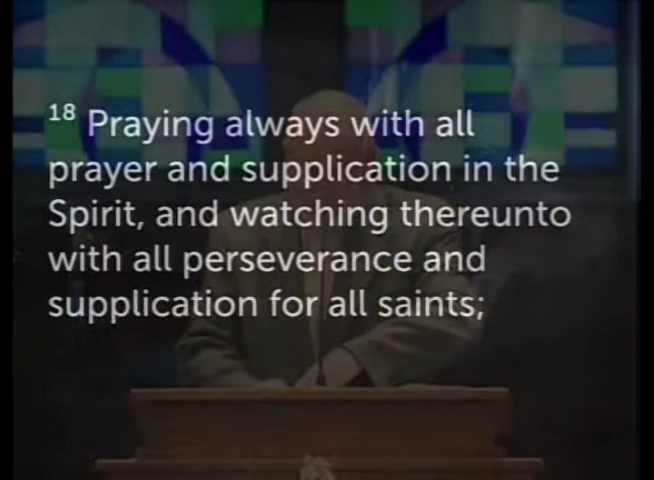 18 Praying always with all
prayer and supplication in the
Spirit, and watching thereunto
with all perseverance and
supplication for all saints;